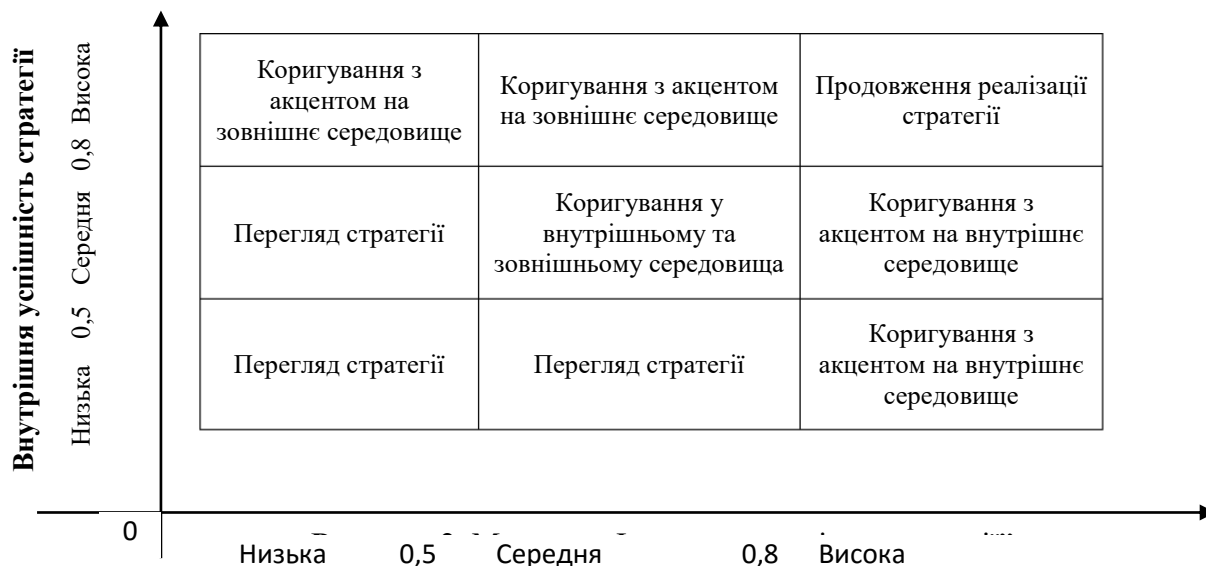 Внутрішня успішність стратегії
Низька 0,5 Середня 0,8 Висока
Коригування з
акцентом на
зовнішнє середовище
Коригування з акцентом
на зовнішнє середовище
Продовження реалізації
стратегії
Перегляд стратегії
Коригування у
внутрішньому та
зовнішньому середовища
Коригування з
акцентом на внутрішнє
середовище
Перегляд стратегії
Перегляд стратегії
Коригування з
акцентом на внутрішнє
середовище
0
Низька 0,5 Середня 0,8 Висока